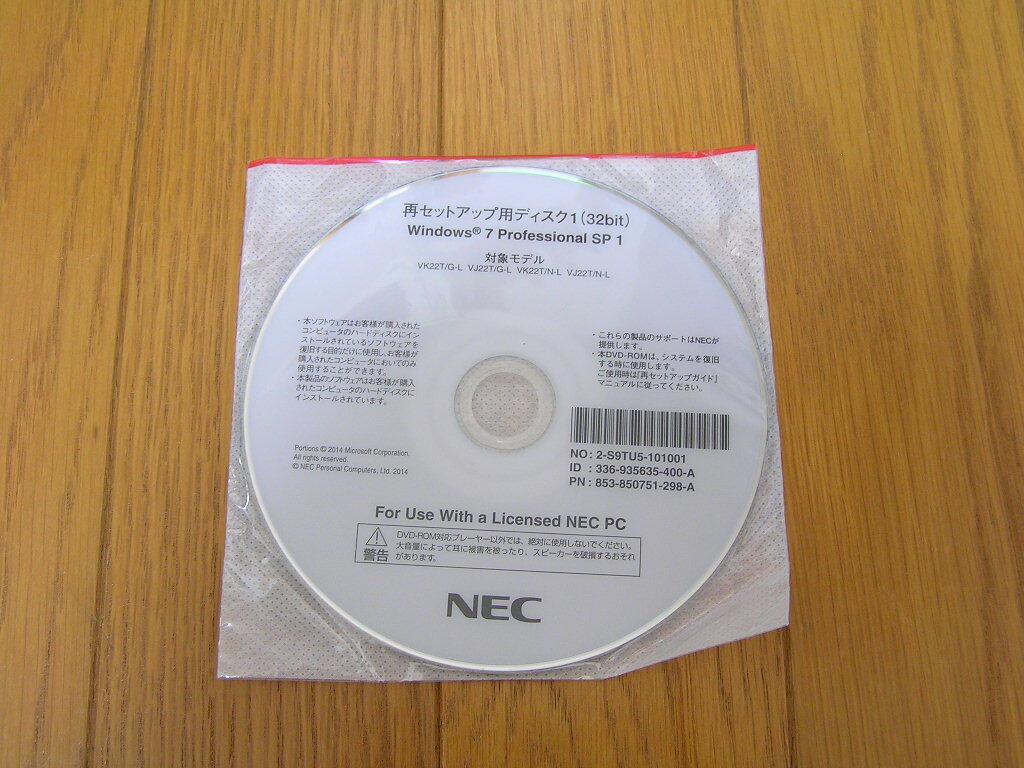 再セットアップ用ディスク1(32bit)
Windows® 7 Professional SP 1
対象モデル
VK22T/G-L VJ22T/G-L VK22T/N-L VJ22T/N-L
・本ソフトウェアはお客様が購入された
コンピュータのハードディスクにイン
ストールされているソフトウェアを
復旧する目的だけに使用し、お客様が
購入されたコンピュータにおいてのみ
使用することができます。
・本製品のソフトウェアはお客様が購入
されたコンピュータのハードディスクに
インストールされています。
・これらの製品のサポートはNECが
提供します。
・本DVD-ROMは、システムを復旧
する時に使用します。
ご使用時は「再セットアップガイド」
マニュアルに従ってください。
NO : 2-S9TU5-101001
ID : 336-935635-400-A
PN : 853-850751-298-A
Portions © 2014 Microsoft Corporation.
All rights reserved.
© NEC Personal Computers, Ltd. 2014
For Use With a Licensed NEC PC
警告
DVD-ROM対応プレーヤー以外では、絶対に使用しないでください。
大音量によって耳に被害を被ったり、スピーカーを破損するおそれ
があります。
NEC